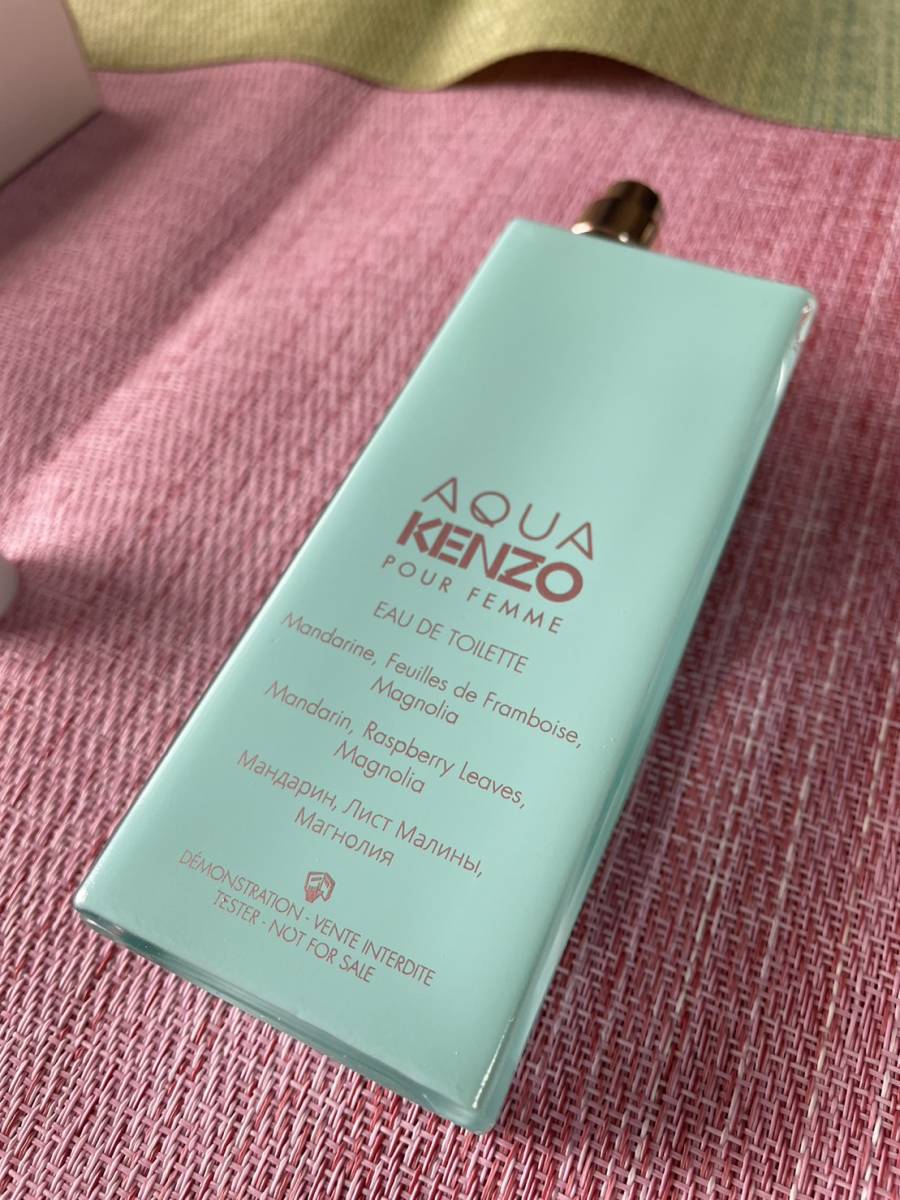 AQUA
KENZO
POUR FEMME
EAU DE TOILETTE
Mandarine, Feuilles de Framboise,
Magnolia
Mandarin, Raspberry Leaves,
Magnolia
Мандарин, Лист Малины,
Магнолия
DÉMONSTRATION - VENTE INTERDITE
TESTER - NOT FOR SALE